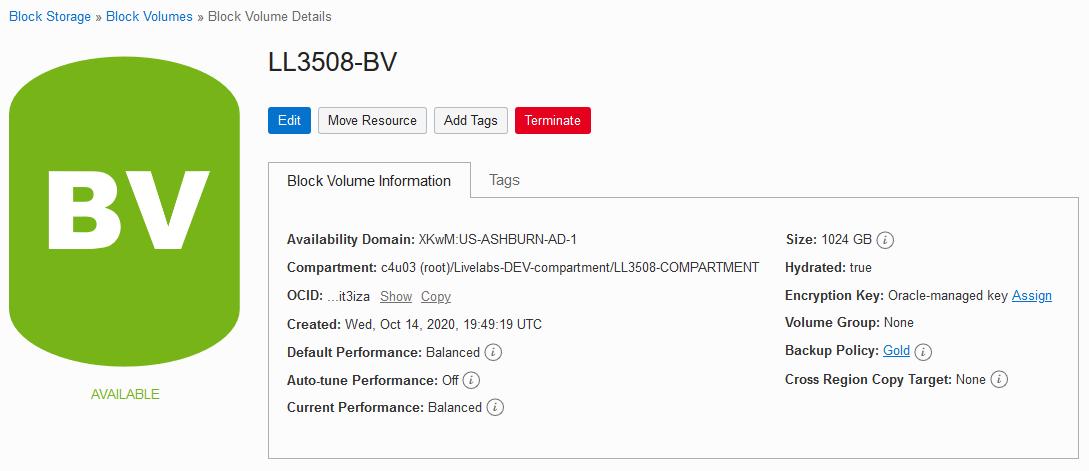 Block Storage » Block Volumes » Block Volume Details
BV
AVAILABLE
LL3508-BV
Edit
Move Resource
Add Tags
Terminate
Block Volume Information
Tags
Availability Domain: XKwM:US-ASHBURN-AD-1
Compartment: c4u03 (root)/Livelabs-DEV-compartment/LL3508-COMPARTMENT
OCID: ...it3iza Show Copy
Created: Wed, Oct 14, 2020, 19:49:19 UTC
Default Performance: Balanced i
Auto-tune Performance: Off i
Current Performance: Balanced i
Size: 1024 GB i
Hydrated: true
Encryption Key: Oracle-managed key Assign
Volume Group: None
Backup Policy: Gold i
Cross Region Copy Target: None i